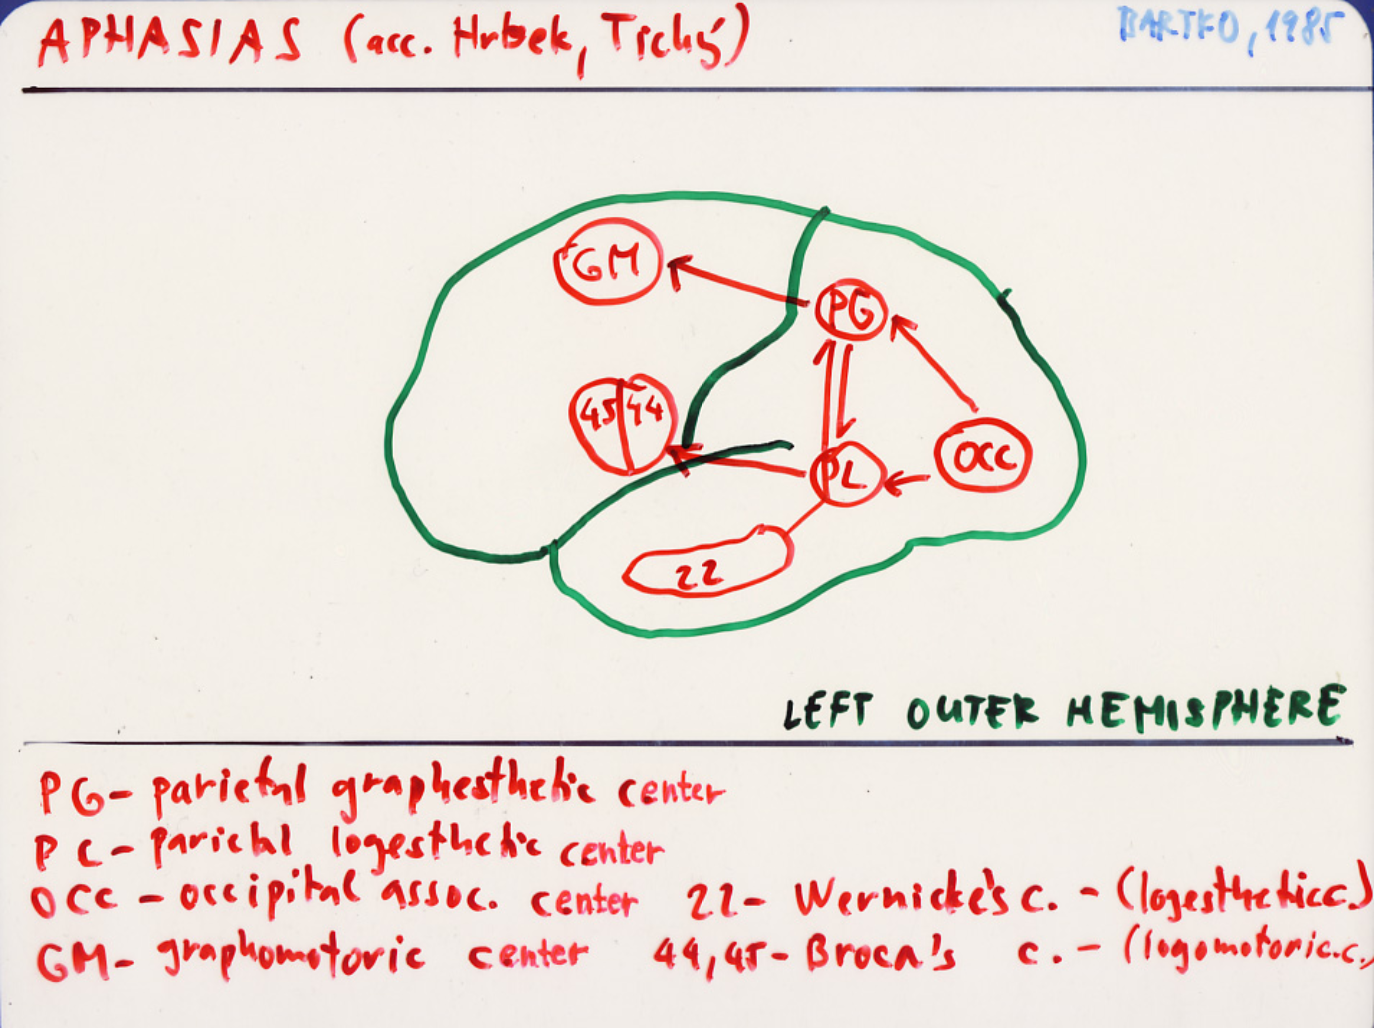 APHASIAS (acc. Hrbek, Tichý)
BARTKO, 1985
GM
PG
45 44
PL
OCC
22
LEFT OUTER HEMISPHERE
PG - parietal graphesthetic center
PL - parietal logesthetic center
OCC - occipital assoc. center 22 - Wernicke's c. - (logesthetic c.)
GM - graphomotoric center 44, 45 - Broca's c. - (logomotoric c.)